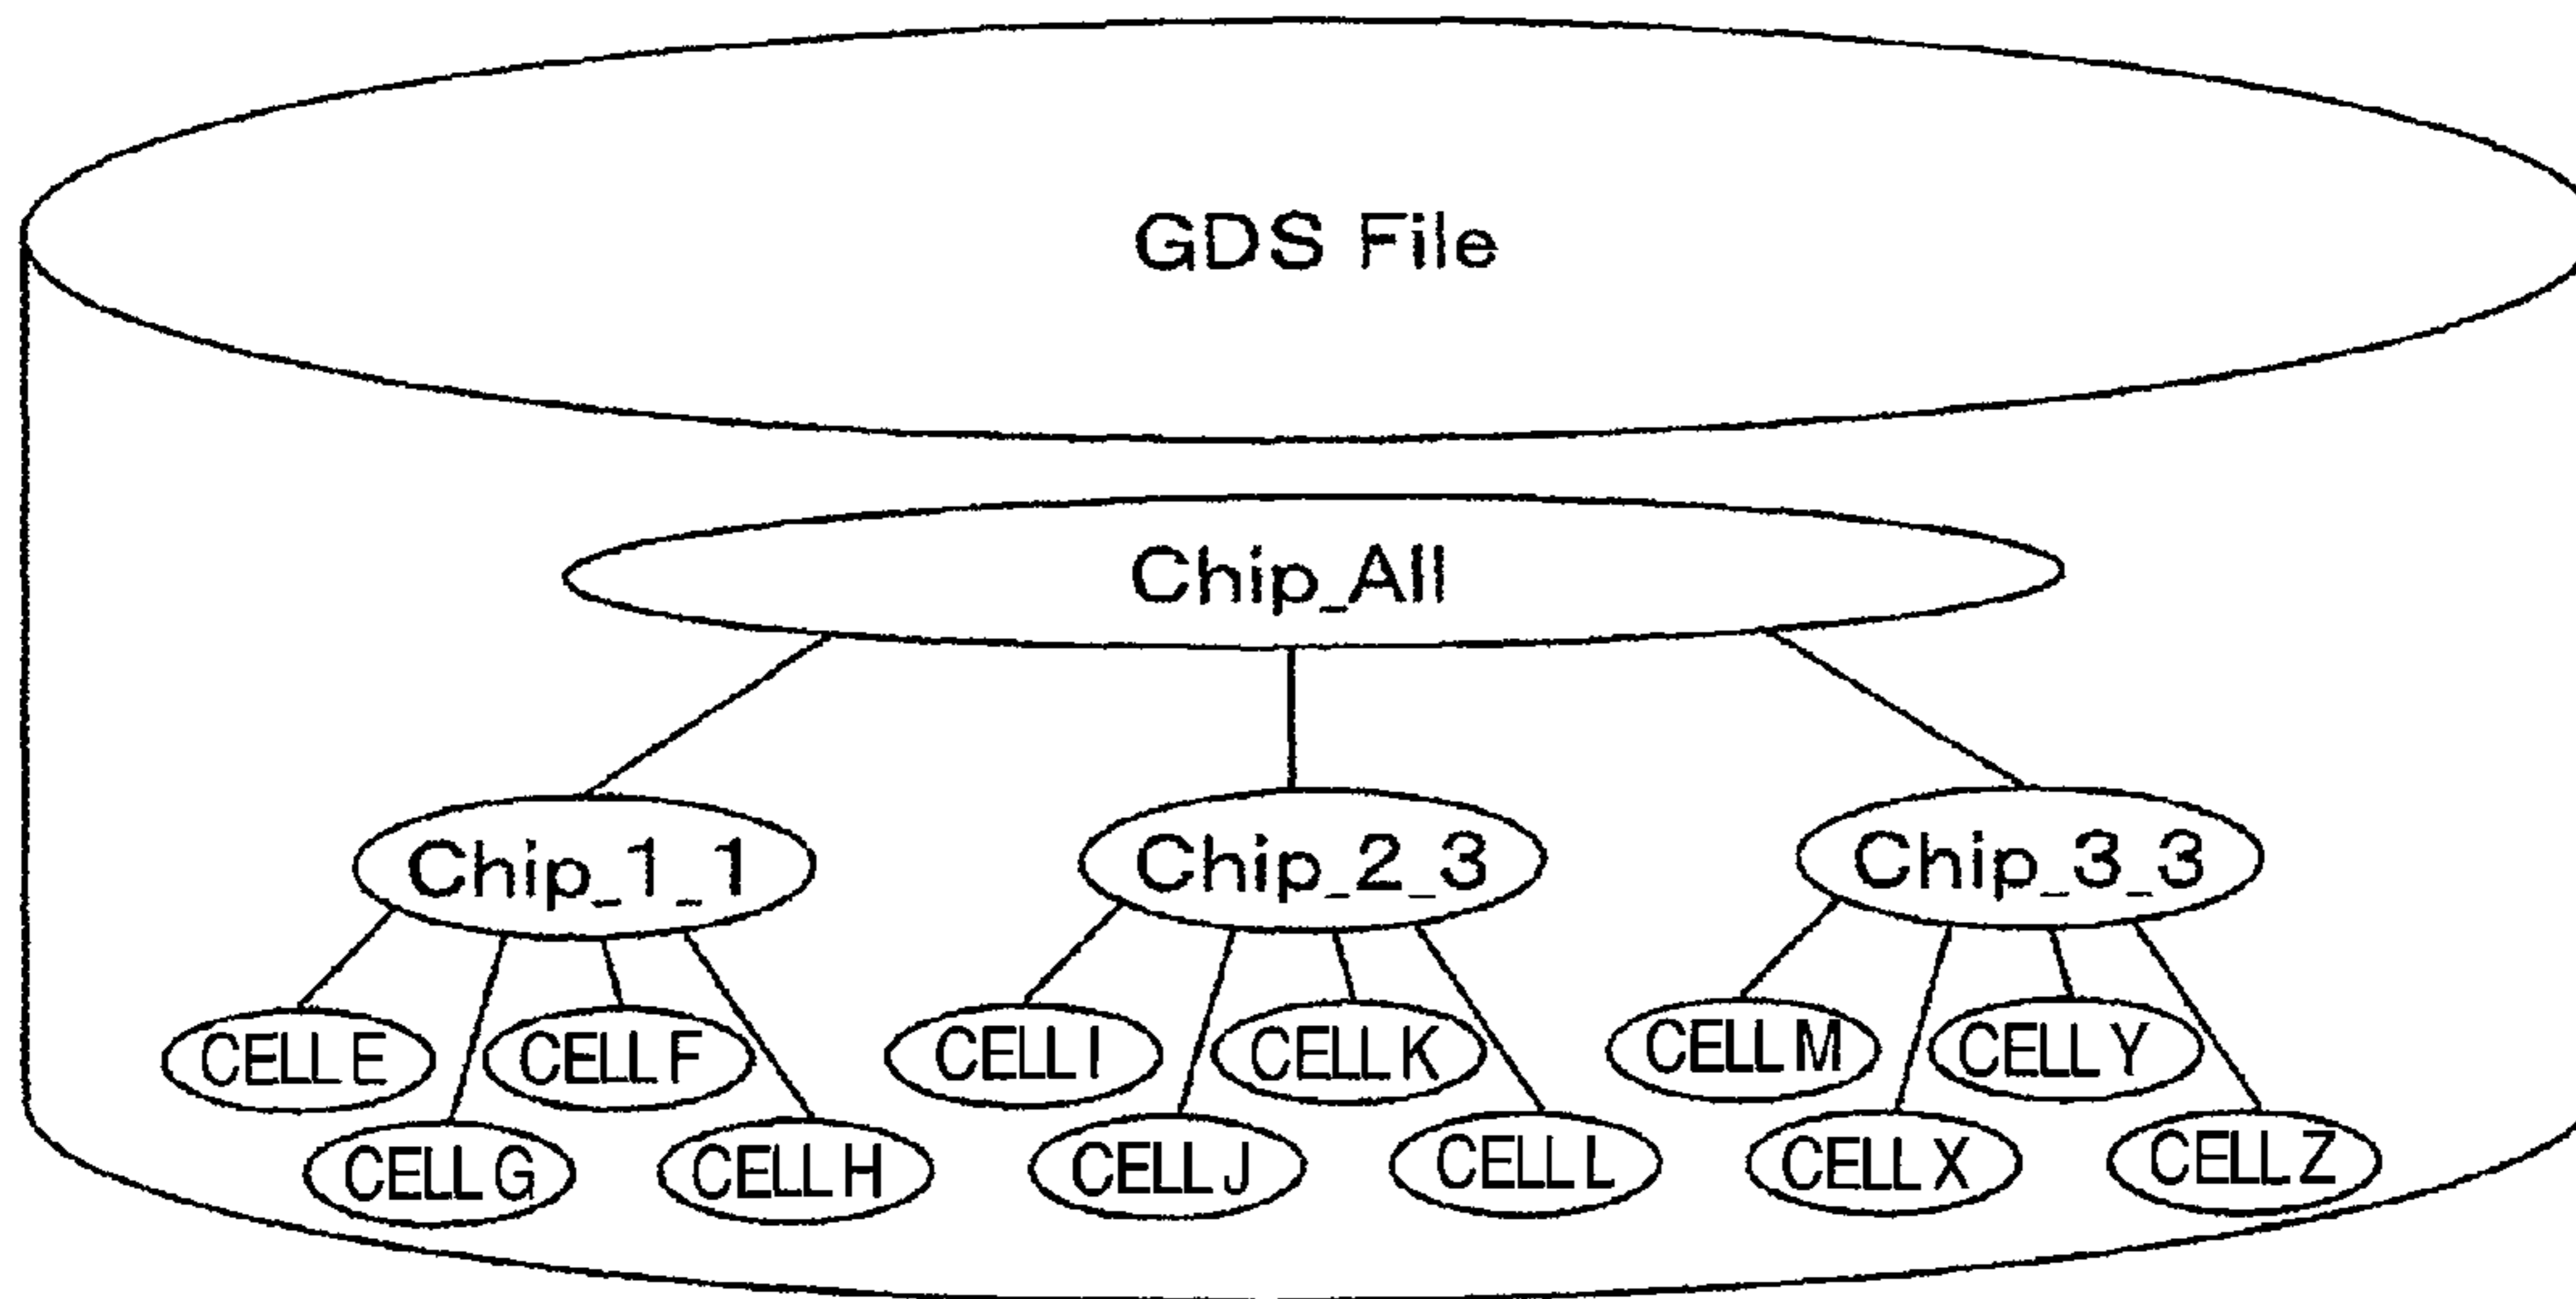 GDS File
Chip_All
Chip_1_1 Chip_2_3 Chip_3_3
CELL E CELL F CELL I CELL K CELL M CELL Y
CELL G CELL H CELL J CELL L CELL X CELL Z